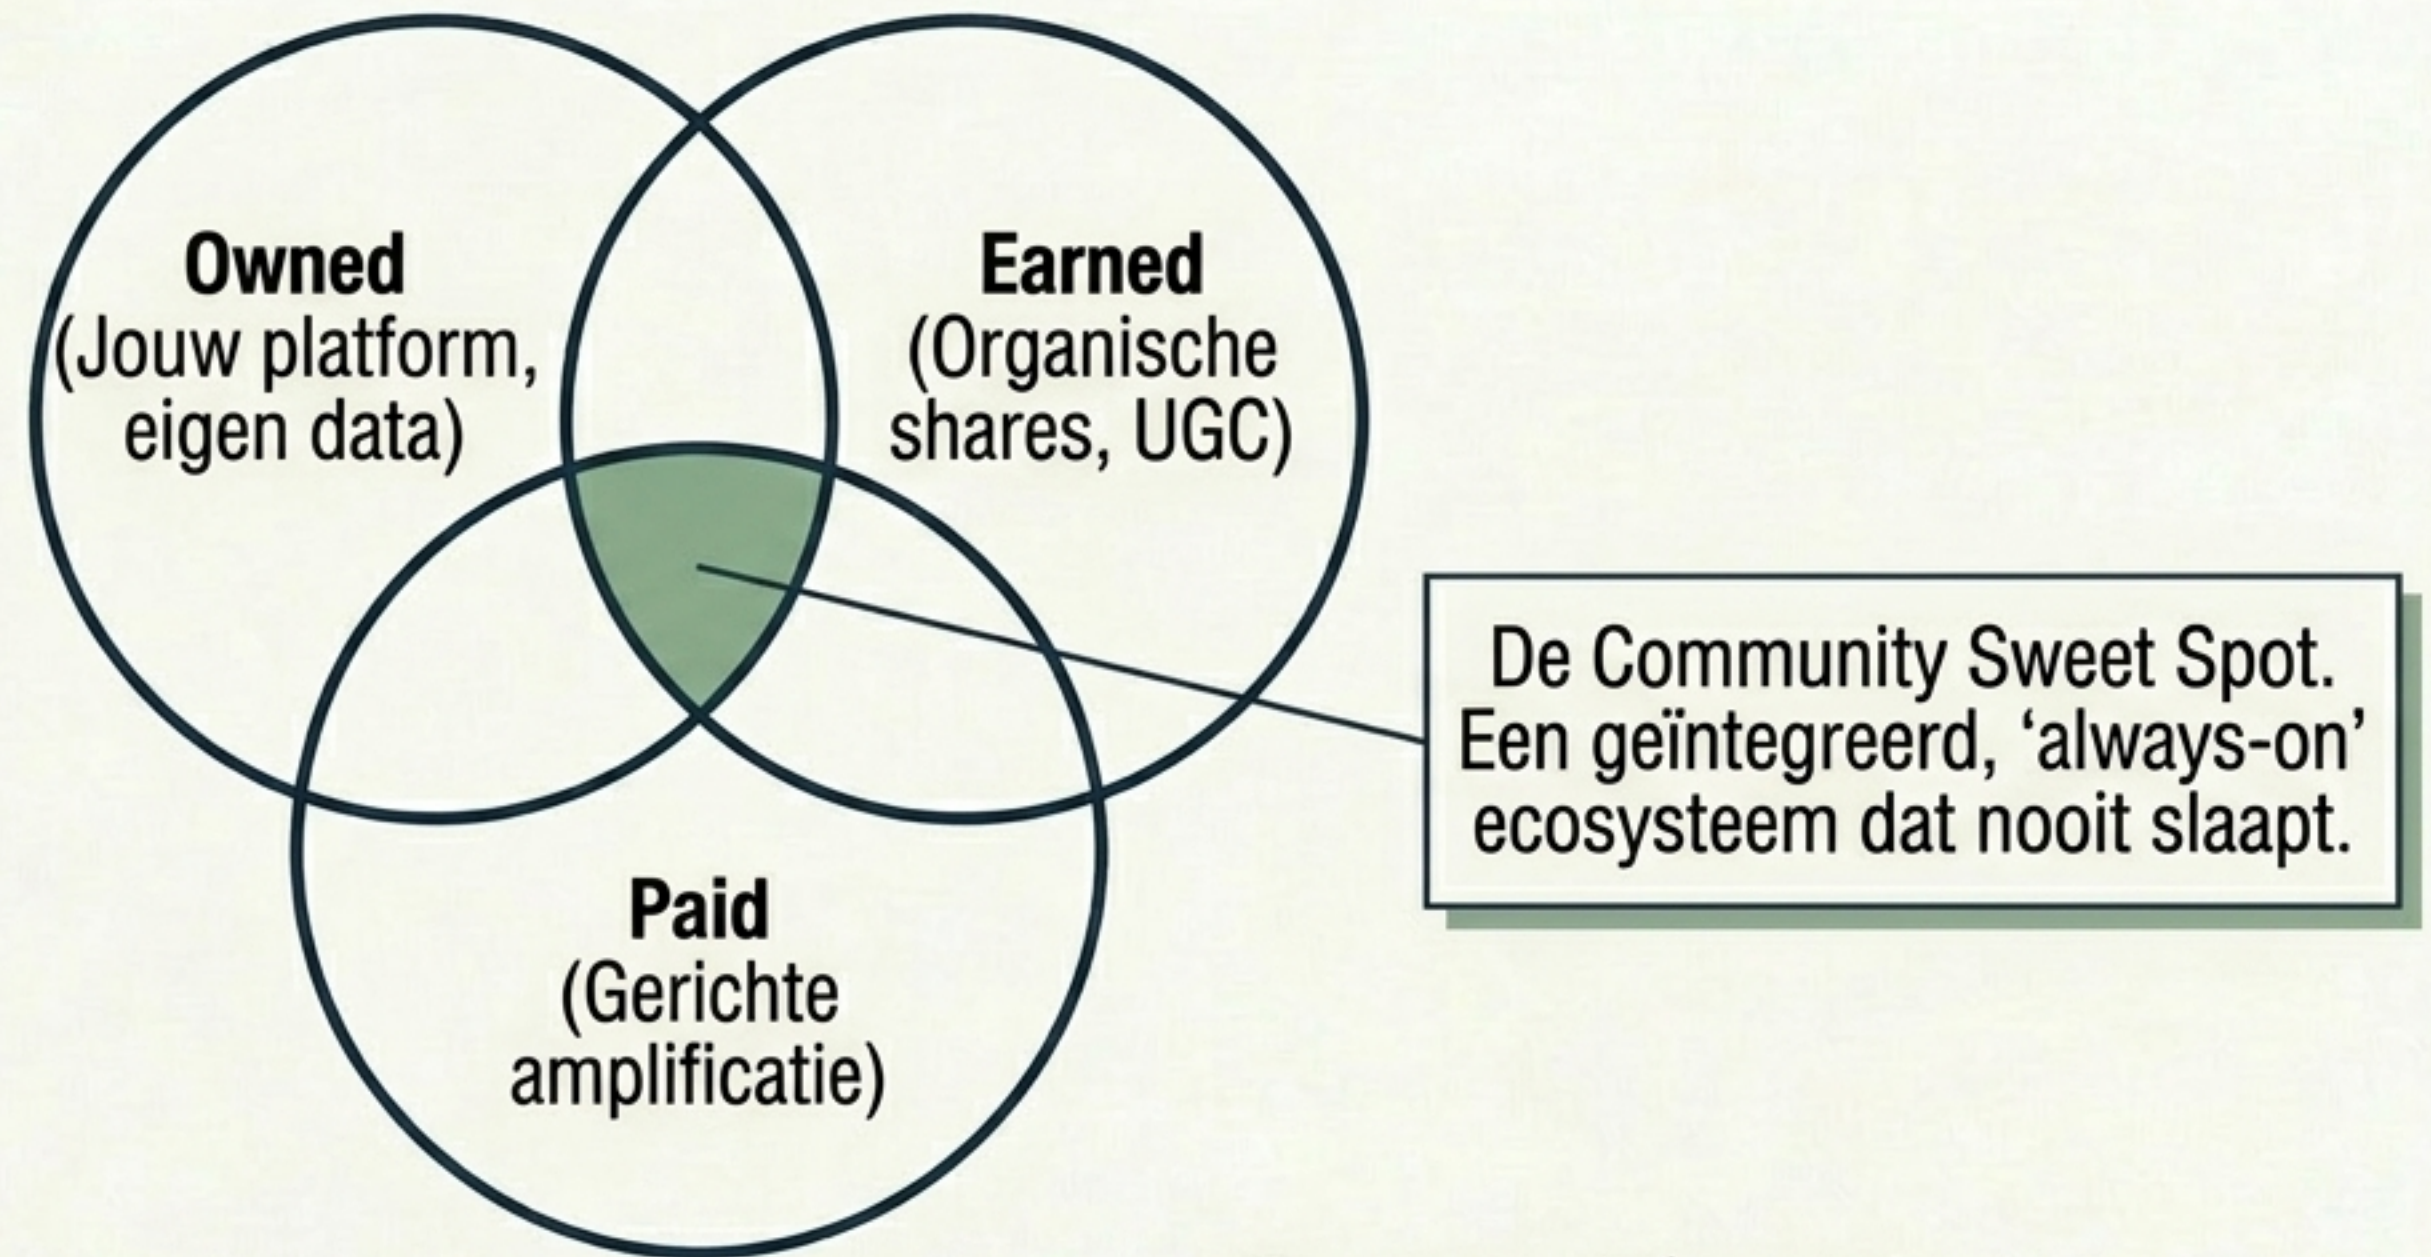 Owned
(Jouw platform,
eigen data)
Earned
(Organische
shares, UGC)
De Community Sweet Spot.
Een geïntegreerd, ‘always-on’
ecosysteem dat nooit slaapt.
Paid
(Gerichte
amplificatie)